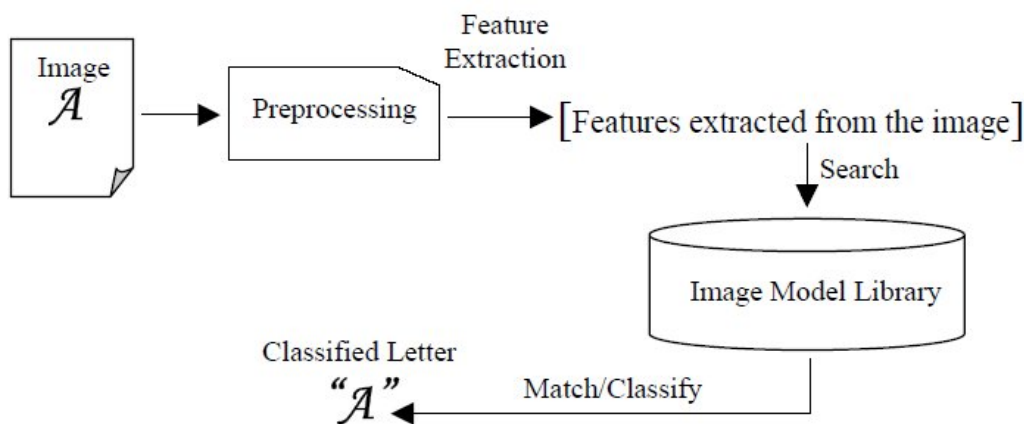 Image
A
Preprocessing
Feature
Extraction
[Features extracted from the image]
Search
Image Model Library
Match/Classify
Classified Letter
“A”